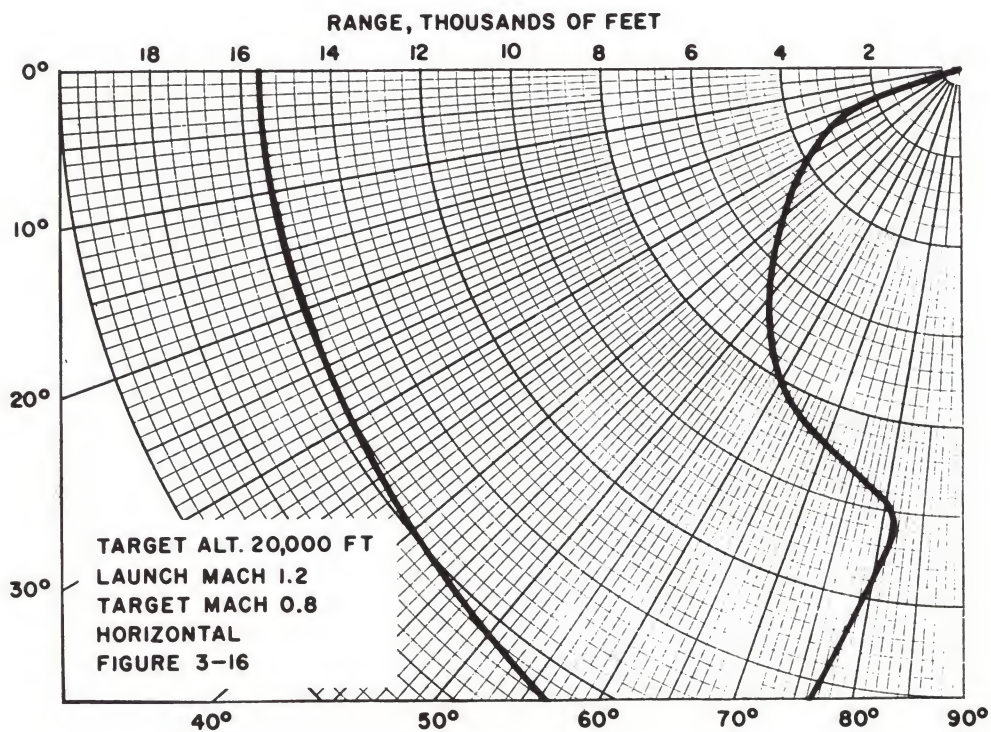 RANGE, THOUSANDS OF FEET
18 16 14 12 10 8 6 4 2
0°
10°
20°
30°
TARGET ALT. 20,000 FT
LAUNCH MACH 1.2
TARGET MACH 0.8
HORIZONTAL
FIGURE 3-16
40° 50° 60° 70° 80° 90°